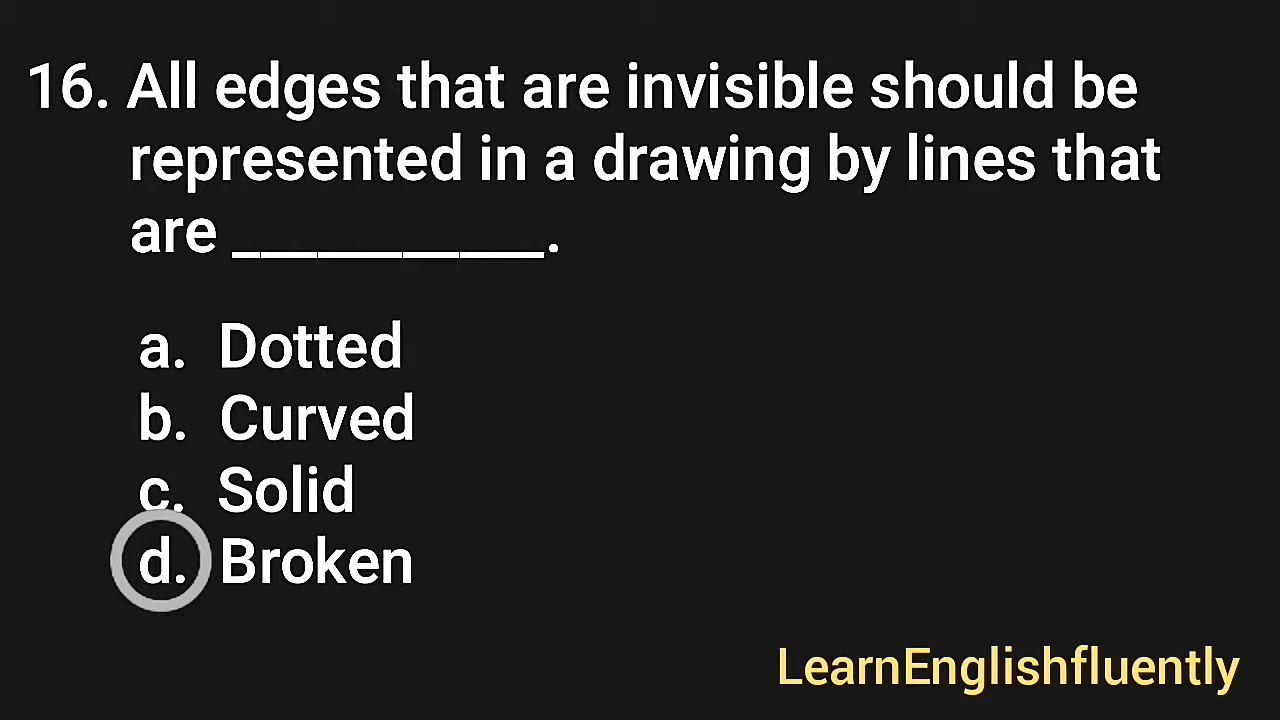 16. All edges that are invisible should be
represented in a drawing by lines that
are ___________.
a. Dotted
b. Curved
c. Solid
d. Broken
LearnEnglishfluently